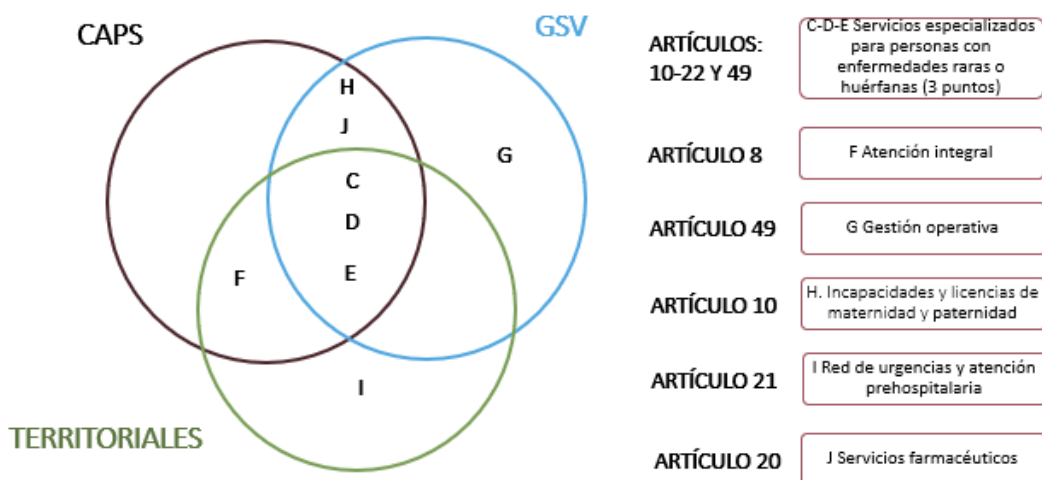 CAPS
GSV
H
J
G
C
D
E
F
I
TERRITORIALES
ARTÍCULOS:
10-22 Y 49
C-D-E Servicios especializados
para personas con
enfermedades raras o
huérfanas (3 puntos)
ARTÍCULO 8
F Atención integral
ARTÍCULO 49
G Gestión operativa
ARTÍCULO 10
H. Incapacidades y licencias de
maternidad y paternidad
ARTÍCULO 21
I Red de urgencias y atención
prehospitalaria
ARTÍCULO 20
J Servicios farmacéuticos